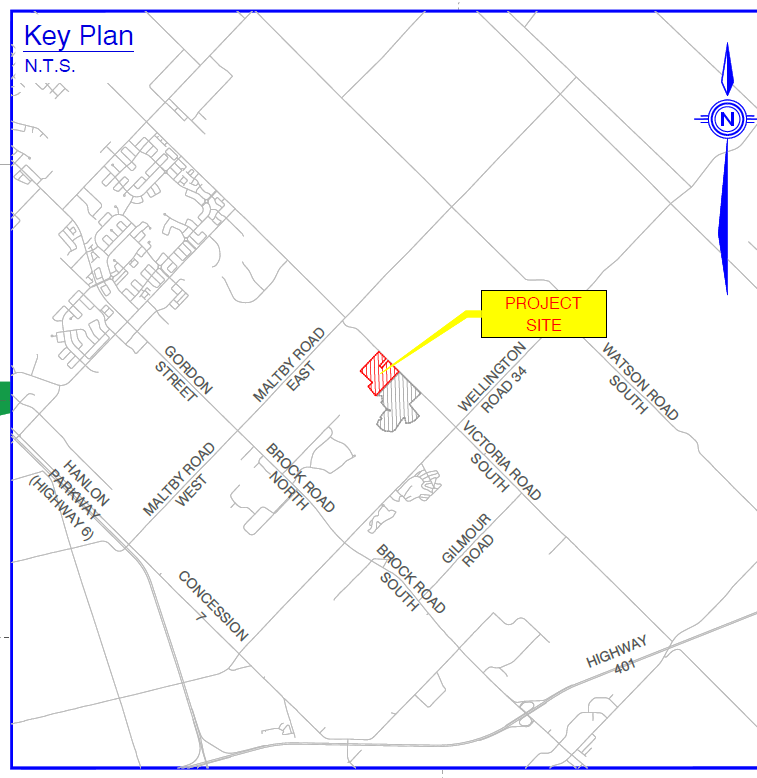 Key Plan
N.T.S.
N
PROJECT
SITE
GORDON
STREET
MALTBY ROAD
EAST
WELLINGTON
ROAD 34
WATSON ROAD
SOUTH
MALTBY ROAD
WEST
BROCK ROAD
NORTH
VICTORIA ROAD
SOUTH
HANLON
PARKWAY
(HIGHWAY 6)
GILMOUR
ROAD
BROCK ROAD
SOUTH
CONCESSION
7
HIGHWAY
401